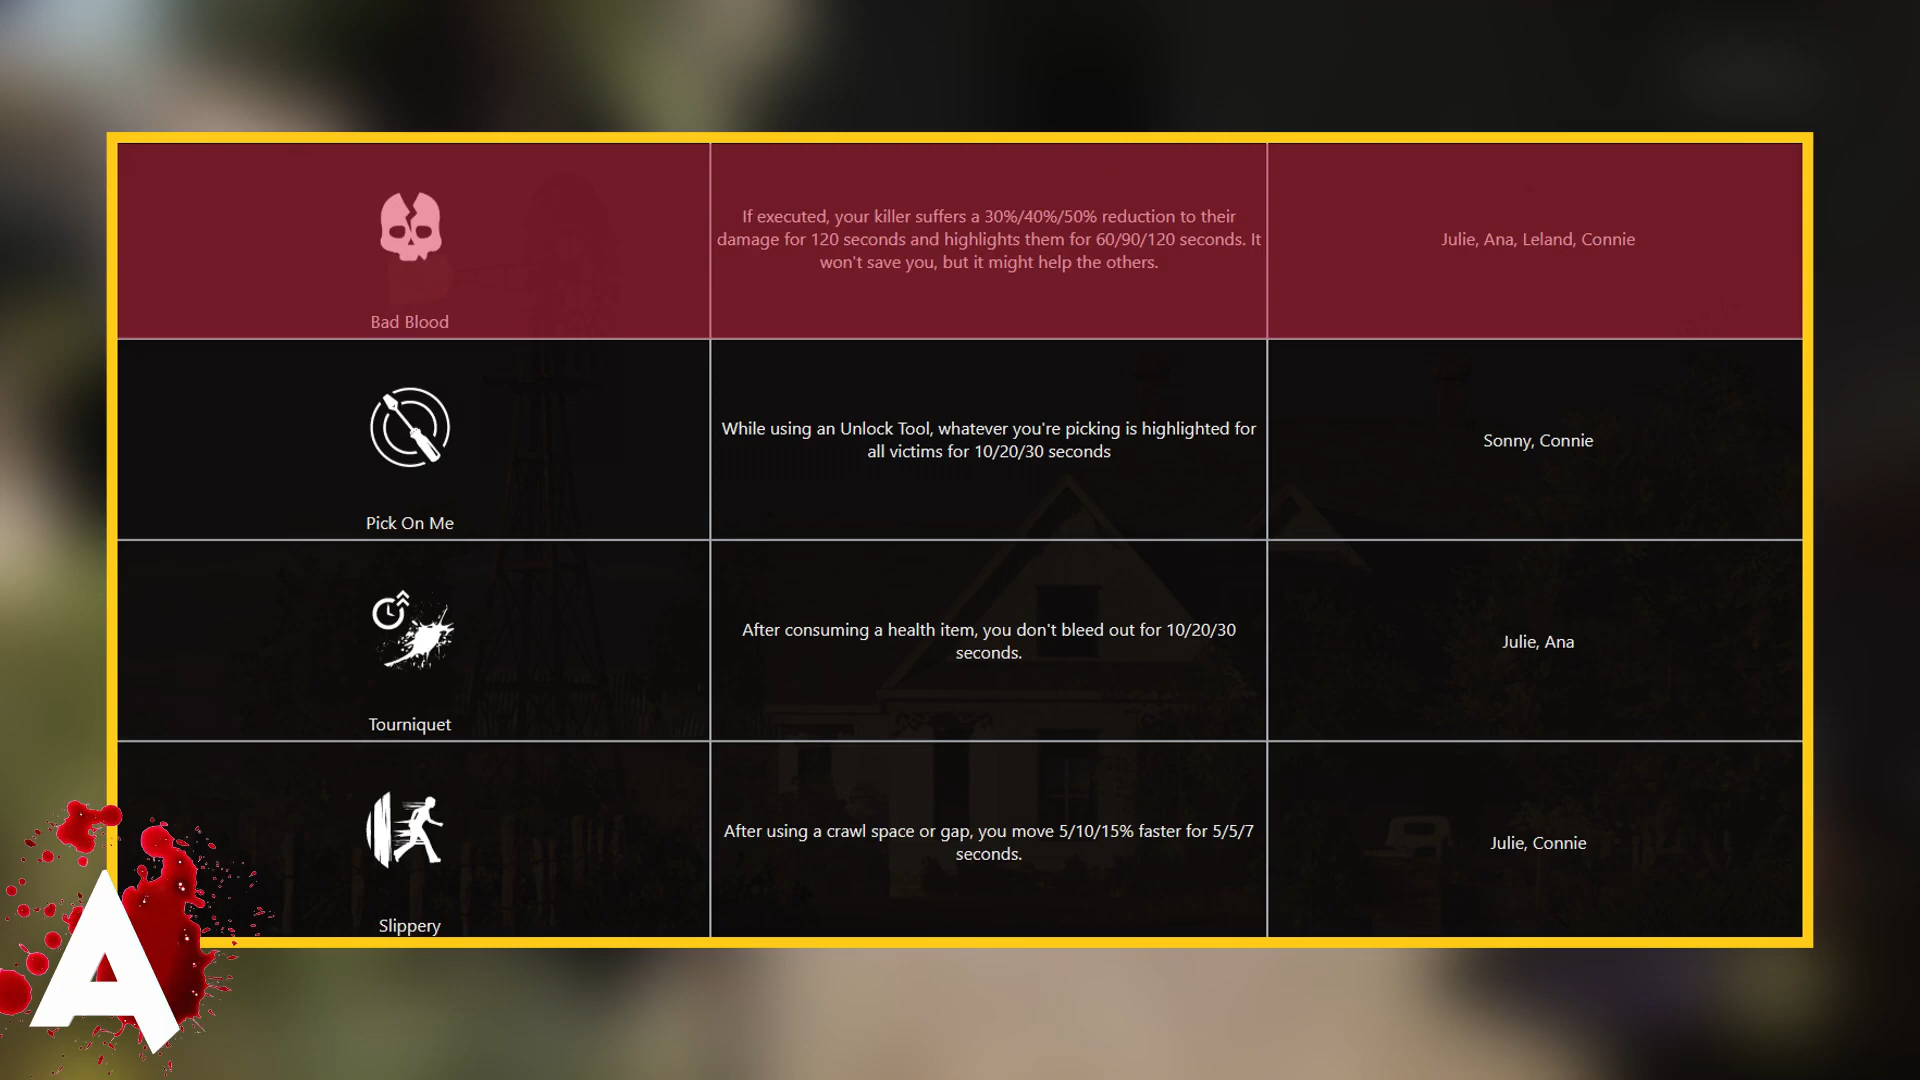 If executed, your killer suffers a 30%/40%/50% reduction to their
damage for 120 seconds and highlights them for 60/90/120 seconds. It
won't save you, but it might help the others.
Julie, Ana, Leland, Connie
Bad Blood
While using an Unlock Tool, whatever you're picking is highlighted for
all victims for 10/20/30 seconds
Sonny, Connie
Pick On Me
After consuming a health item, you don't bleed out for 10/20/30
seconds.
Julie, Ana
Tourniquet
After using a crawl space or gap, you move 5/10/15% faster for 5/5/7
seconds.
Julie, Connie
Slippery
A